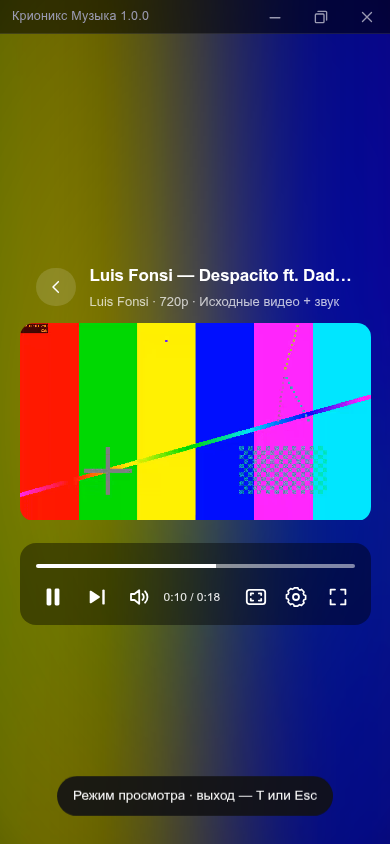 Крионикс Музыка 1.0.0
Luis Fonsi — Despacito ft. Dad…
Luis Fonsi · 720p · Исходные видео + звук
0:10 / 0:18
Режим просмотра · выход — T или Esc